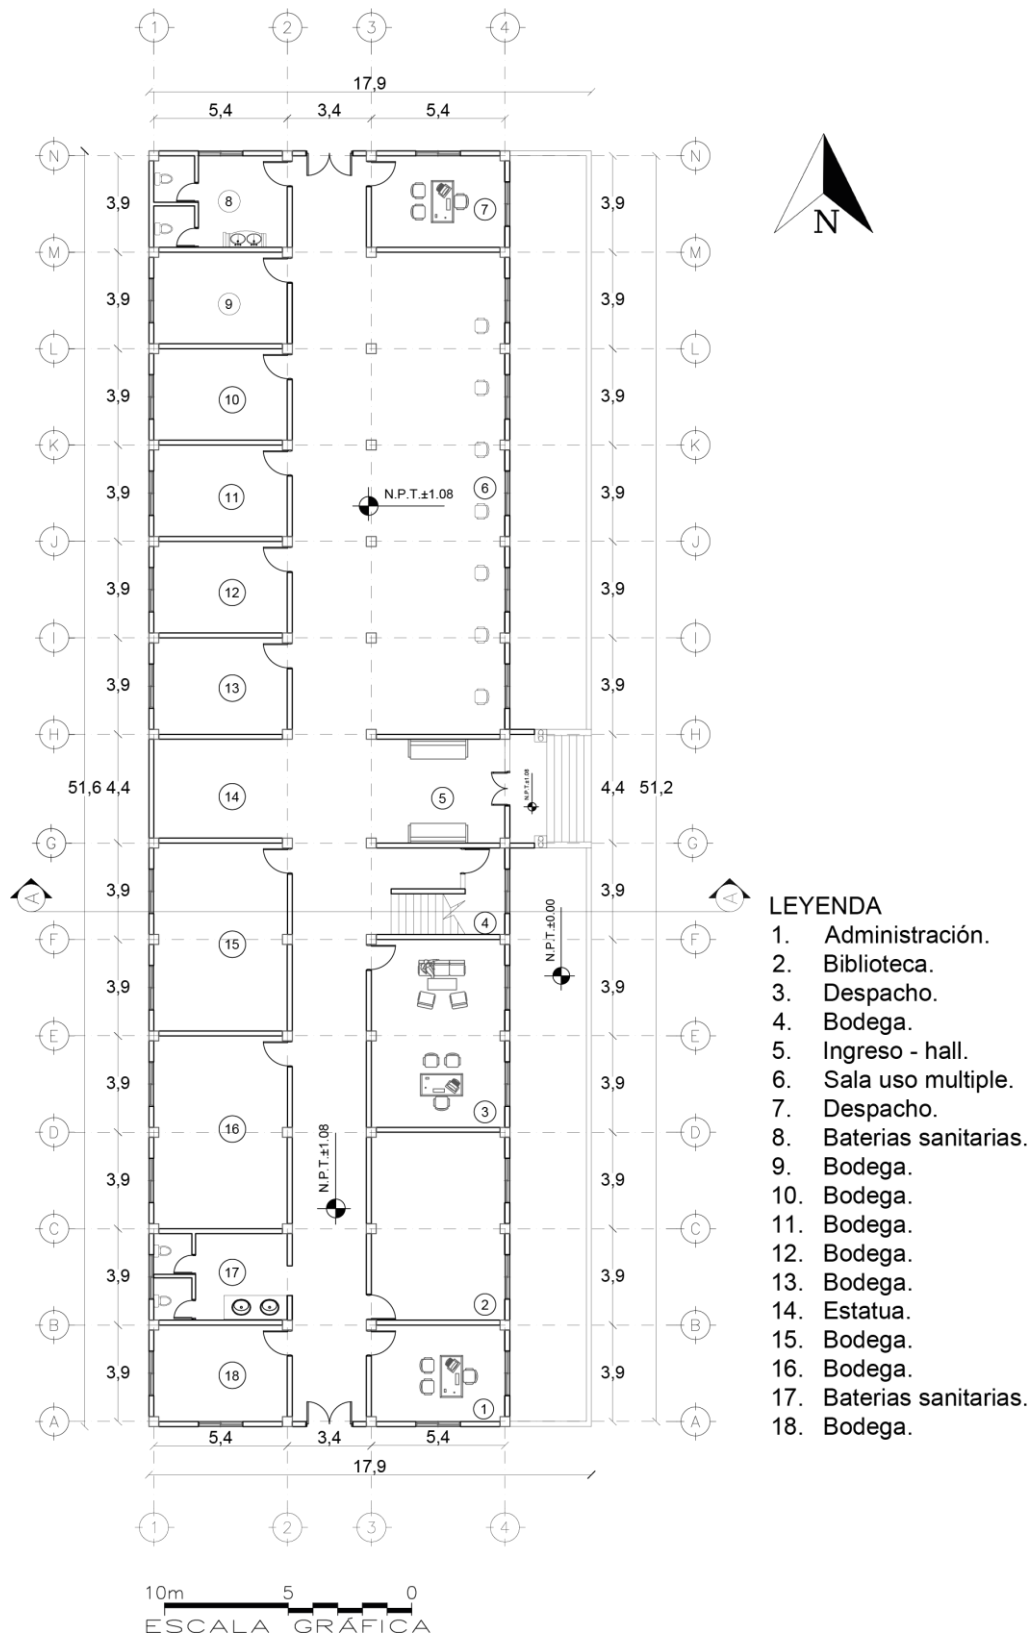 1 2 3 4
17,9
5,4 3,4 5,4
N N
3,9 8 7 3,9
N
M M
3,9 9 3,9
L L
3,9 10 3,9
K K
3,9 11 N.P.T.±1.08 6 3,9
J J
3,9 12 3,9
I I
3,9 13 3,9
H H
51,6 4,4 14 5 N.P.T.±1.08 4,4 51,2
G G
3,9 3,9
A A
4
F F
15 N.P.T.±0.00
3,9 3,9
E E
3,9 3 3,9
16
D D
N.P.T.±1.08
3,9 3,9
C C
3,9 17 2 3,9
B B
3,9 18 1 3,9
A A
5,4 3,4 5,4
17,9
1 2 3 4
LEYENDA
1. Administración.
2. Biblioteca.
3. Despacho.
4. Bodega.
5. Ingreso - hall.
6. Sala uso multiple.
7. Despacho.
8. Baterias sanitarias.
9. Bodega.
10. Bodega.
11. Bodega.
12. Bodega.
13. Bodega.
14. Estatua.
15. Bodega.
16. Bodega.
17. Baterias sanitarias.
18. Bodega.
10m 5 0
ESCALA GRÁFICA